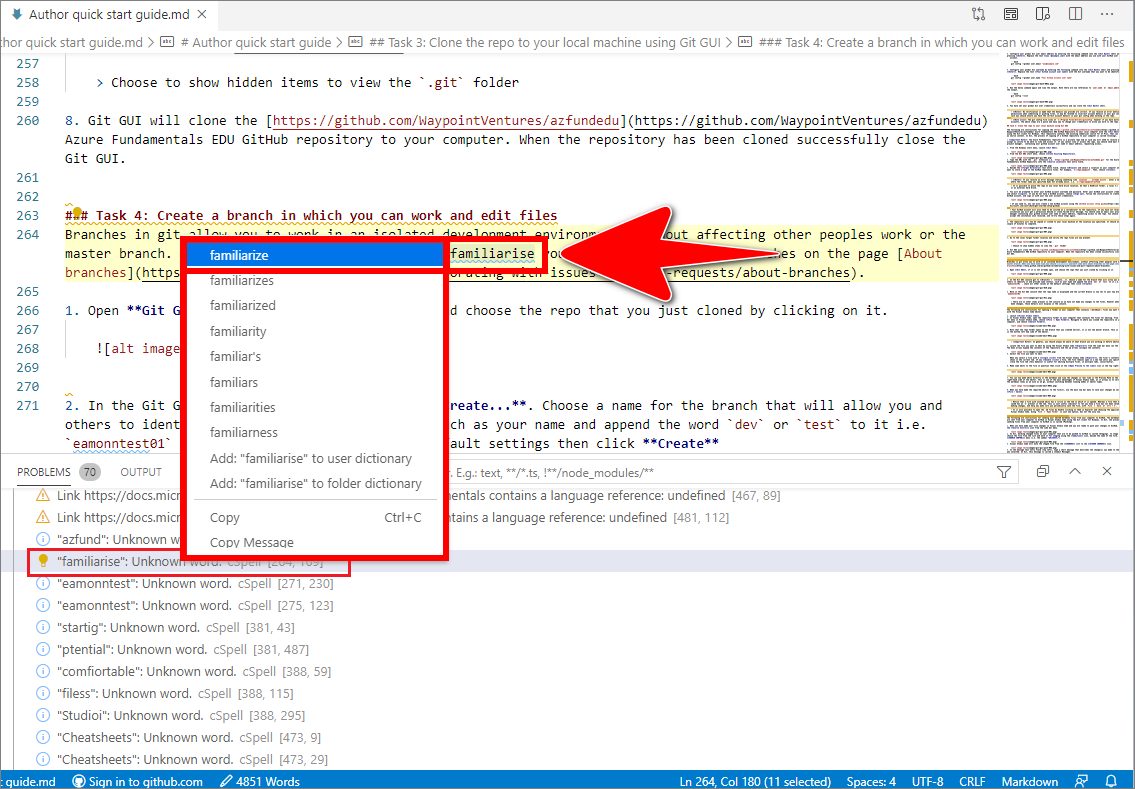 Author quick start guide.md
hor quick start guide.md > # Author quick start guide > ## Task 3: Clone the repo to your local machine using Git GUI > ### Task 4: Create a branch in which you can work and edit files
257
258 > Choose to show hidden items to view the `.git` folder
259
260 8. Git GUI will clone the [https://github.com/WaypointVentures/azfundedu](https://github.com/WaypointVentures/azfundedu)
Azure Fundamentals EDU GitHub repository to your computer. When the repository has been cloned successfully close the
Git GUI.
261
262
263 ### Task 4: Create a branch in which you can work and edit files
264 Branches in git allow you to work in an isolated development environm out affecting other peoples work or the
master branch. familiarise yo es on the page [About
branches](https orating with issues -requests/about-branches).
265
266 1. Open **Git G d choose the repo that you just cloned by clicking on it.
267
268 ![alt image
269
270
271 2. In the Git G reate...**. Choose a name for the branch that will allow you and
others to ident ch as your name and append the word `dev` or `test` to it i.e.
`eamonntest01` ault settings then click **Create**
familiarize
familiarizes
familiarized
familiarity
familiar's
familiars
familiarities
familiarness
Add: "familiarise" to user dictionary
Add: "familiarise" to folder dictionary
Copy Ctrl+C
Copy Message
PROBLEMS 70 OUTPUT r. E.g.: text, **/*.ts, !**/node_modules/**
Link https://docs.micr mentals contains a language reference: undefined [467, 89]
Link https://docs.micr ntains a language reference: undefined [481, 112]
"azfund": Unknown w
"familiarise": Unknown word. cSpell [264, 169]
"eamonntest": Unknown word. cSpell [271, 230]
"eamonntest": Unknown word. cSpell [275, 123]
"startig": Unknown word. cSpell [381, 43]
"ptential": Unknown word. cSpell [381, 487]
"comfiortable": Unknown word. cSpell [388, 59]
"filess": Unknown word. cSpell [388, 115]
"Studioi": Unknown word. cSpell [388, 295]
"Cheatsheets": Unknown word. cSpell [473, 9]
"Cheatsheets": Unknown word. cSpell [473, 29]
: guide.md Sign in to github.com 4851 Words Ln 264, Col 180 (11 selected) Spaces: 4 UTF-8 CRLF Markdown